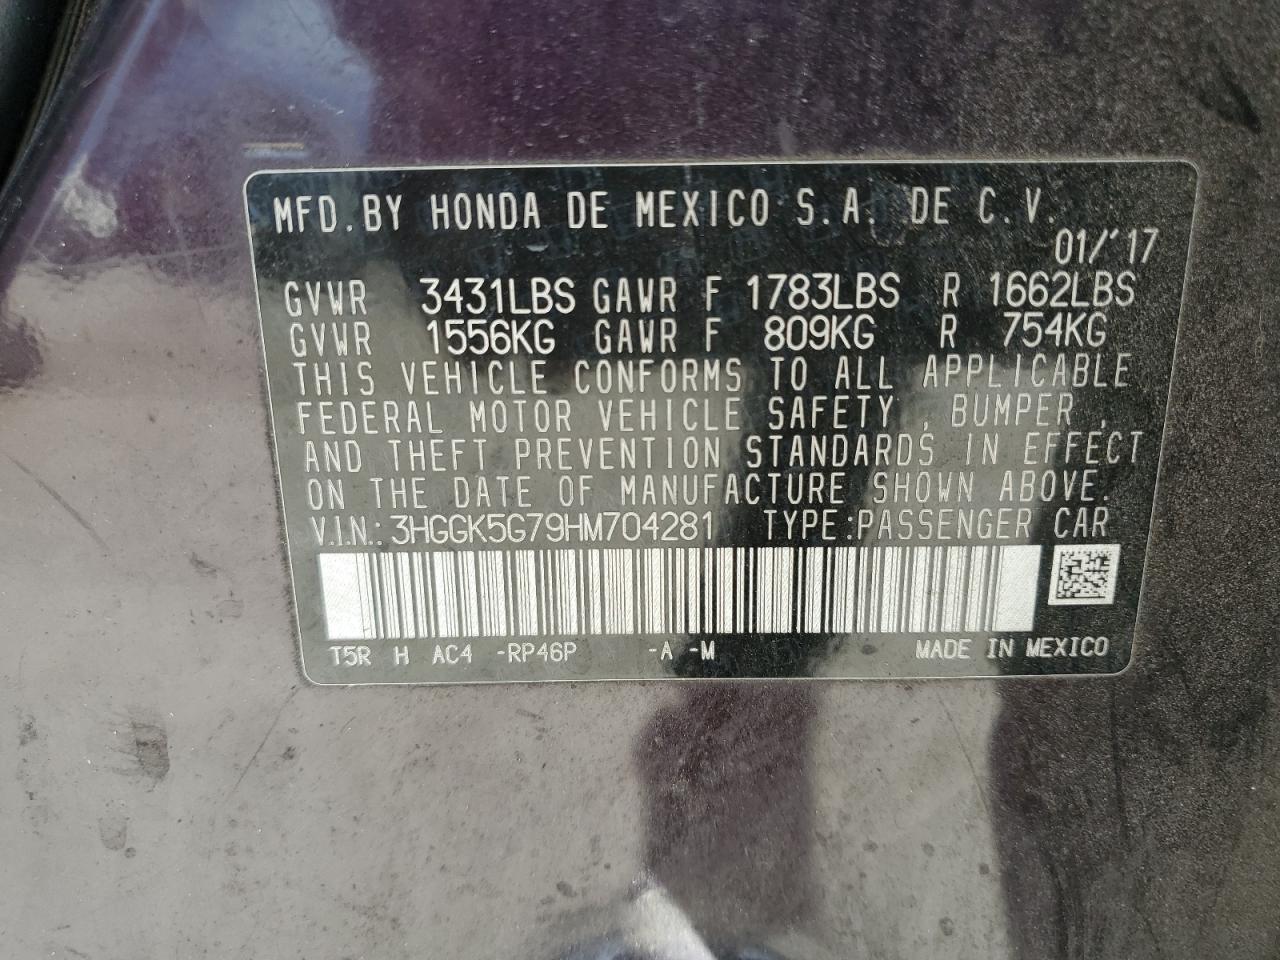 MFD. BY HONDA DE MEXICO S.A. DE C.V.
01/'17
GVWR 3431LBS GAWR F 1783LBS R 1662LBS
GVWR 1556KG GAWR F 809KG R 754KG
THIS VEHICLE CONFORMS TO ALL APPLICABLE
FEDERAL MOTOR VEHICLE SAFETY , BUMPER ,
AND THEFT PREVENTION STANDARDS IN EFFECT
ON THE DATE OF MANUFACTURE SHOWN ABOVE.
V.I.N.: 3HGGK5G79HM704281 TYPE:PASSENGER CAR
T5R H AC4 -RP46P -A -M MADE IN MEXICO